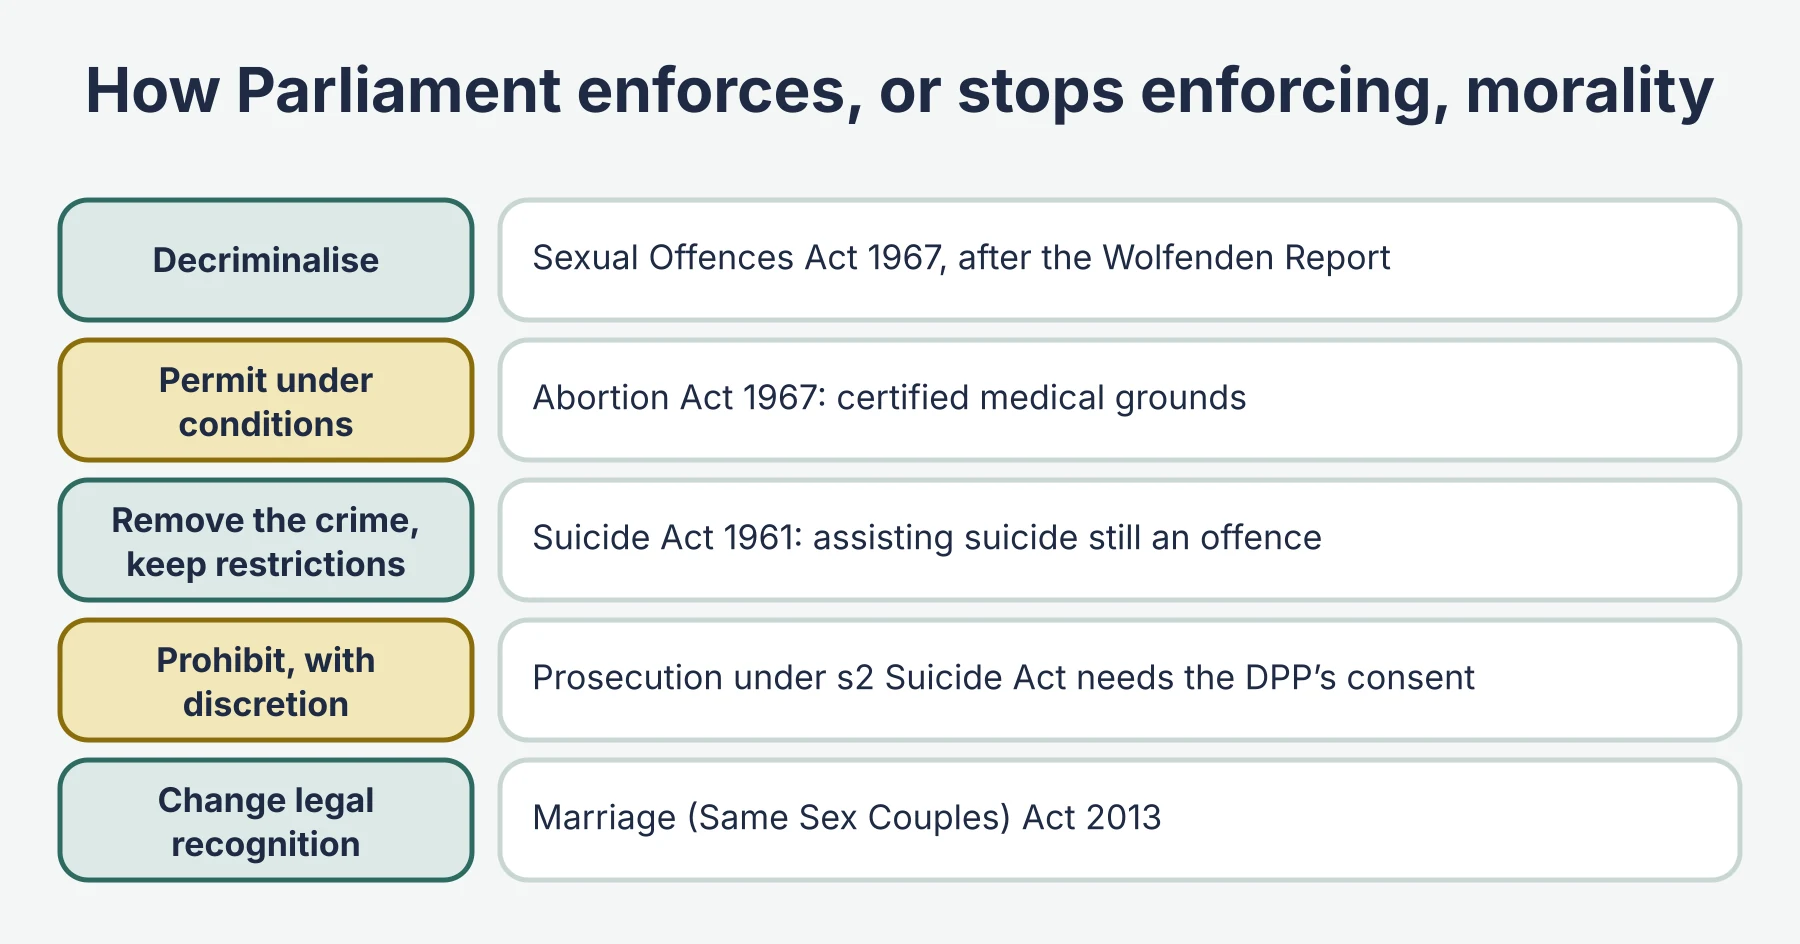 How Parliament enforces, or stops enforcing, morality
Decriminalise
Sexual Offences Act 1967, after the Wolfenden Report
Permit under
conditions
Abortion Act 1967: certified medical grounds
Remove the crime,
keep restrictions
Suicide Act 1961: assisting suicide still an offence
Prohibit, with
discretion
Prosecution under s2 Suicide Act needs the DPP’s consent
Change legal
recognition
Marriage (Same Sex Couples) Act 2013